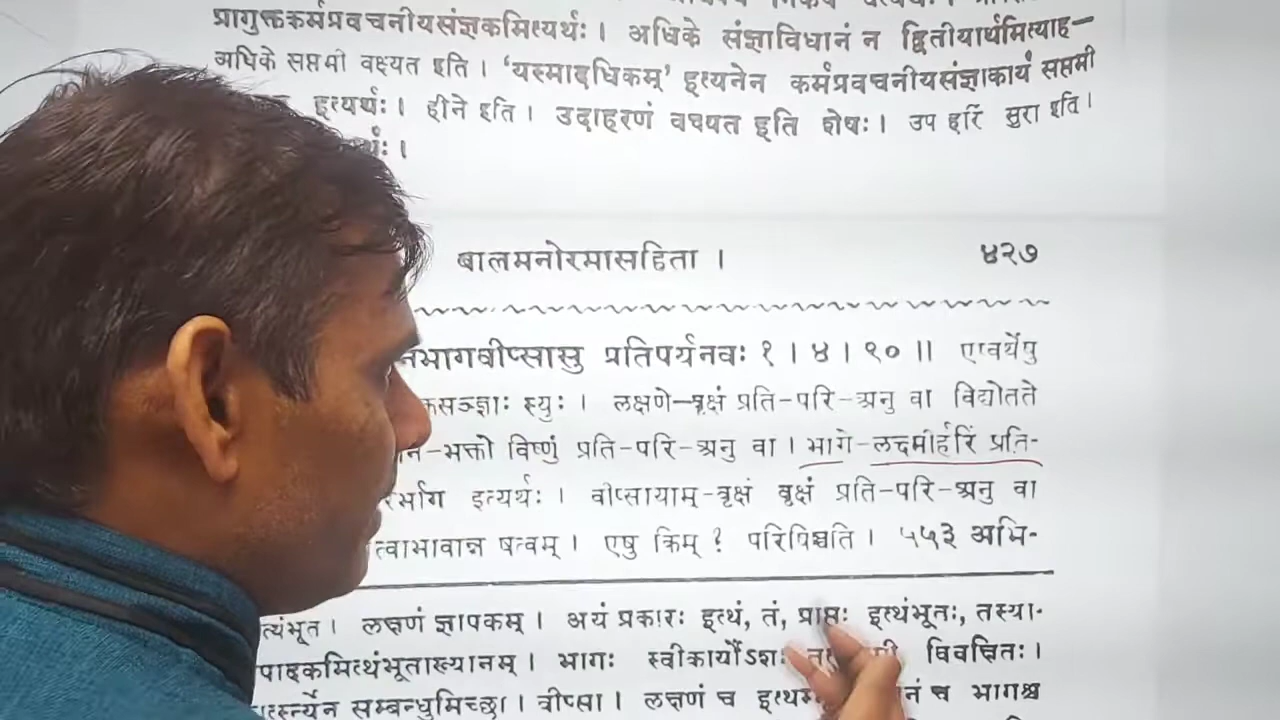 प्रागुक्तकर्मप्रवचनीयसंज्ञकमित्यर्थः । अधिके संज्ञाविधानं न द्वितीयार्थमित्याह—
अधिके सप्तमी वक्ष्यत इति । ‘यस्मादधिकम्’ इत्यनेन कर्मप्रवचनीयसंज्ञाकार्यं सप्तमी
इत्यर्थः । हीने इति । उदाहरणं वक्ष्यत इति शेषः । उप हरिं सुरा इति ।
बालमनोरमासहिता । ४२७
नभागवीप्सासु प्रतिपर्यनवः १ । ४ । ९० ॥ एष्वर्थेषु
कसञ्ज्ञाः स्युः । लक्षणे—वृक्षं प्रति-परि-अनु वा विद्योतते
न-भक्तो विष्णुं प्रति-परि-अनु वा । भागे-लक्ष्मीर्हरिं प्रति-
र्भाग इत्यर्थः । वीप्सायाम्-वृक्षं वृक्षं प्रति-परि-अनु वा
त्वाभावान्न षत्वम् । एषु किम् ? परिषिञ्चति । ५५३ अभि-
त्यंभूत । लक्षणं ज्ञापकम् । अयं प्रकारः इत्थं, तं, प्राप्तः इत्थंभूतः, तस्या-
पादकमित्थंभूताख्यानम् । भागः स्वीकार्योंऽशः विवक्षितः ।
त्स्न्र्येन सम्बन्धुमिच्छा । वीप्सा । लक्षणं च भागश्च